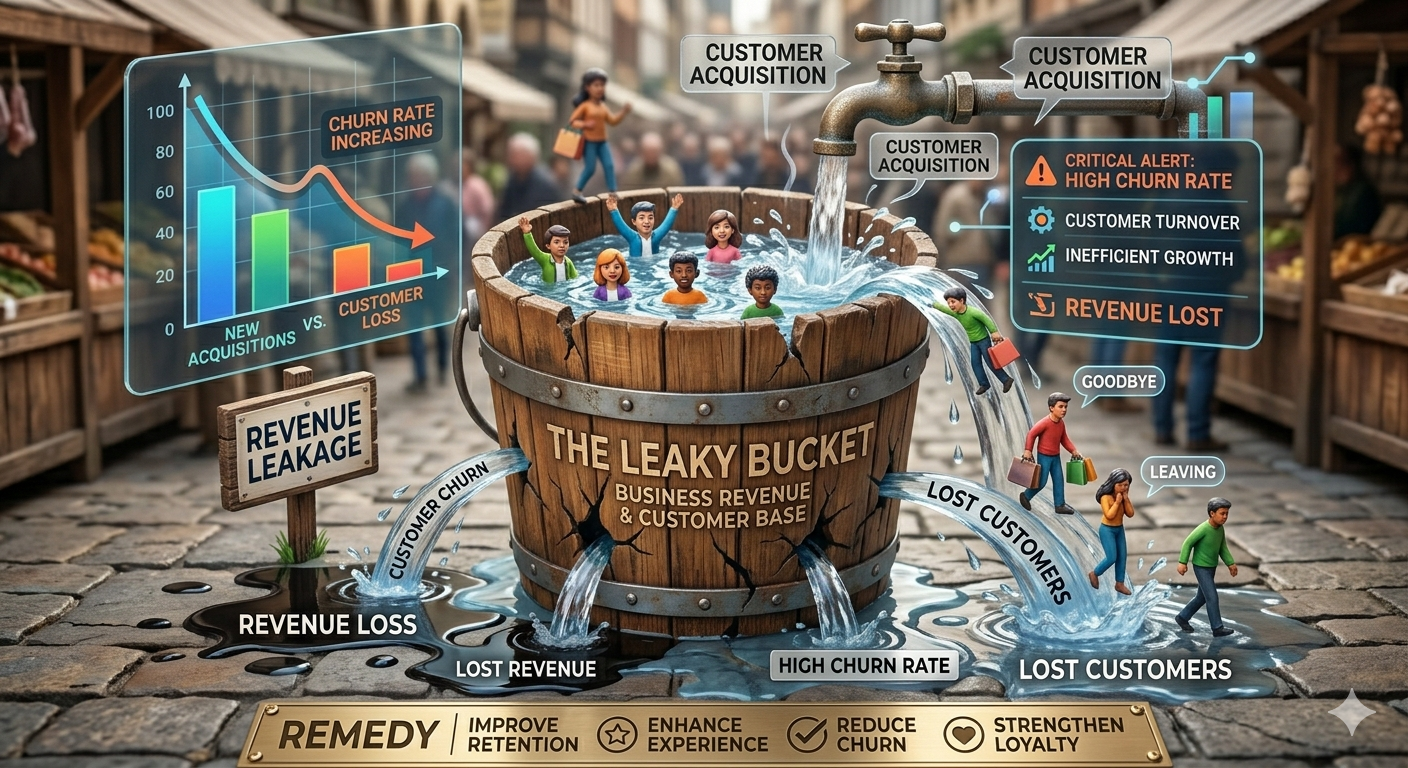 100
80
60
40
20
0
CHURN RATE
INCREASING
NEW
ACQUISITIONS
VS.
CUSTOMER
LOSS
CUSTOMER
ACQUISITION
CUSTOMER
ACQUISITION
CUSTOMER
ACQUISITION
CRITICAL ALERT:
HIGH CHURN RATE
CUSTOMER TURNOVER
INEFFICIENT GROWTH
REVENUE LOST
GOODBYE
LEAVING
REVENUE
LEAKAGE
THE LEAKY BUCKET
BUSINESS REVENUE
& CUSTOMER BASE
CUSTOMER CHURN
LOST CUSTOMERS
REVENUE LOSS
LOST REVENUE
HIGH CHURN RATE
LOST CUSTOMERS
REMEDY
IMPROVE
RETENTION
ENHANCE
EXPERIENCE
REDUCE
CHURN
STRENGTHEN
LOYALTY